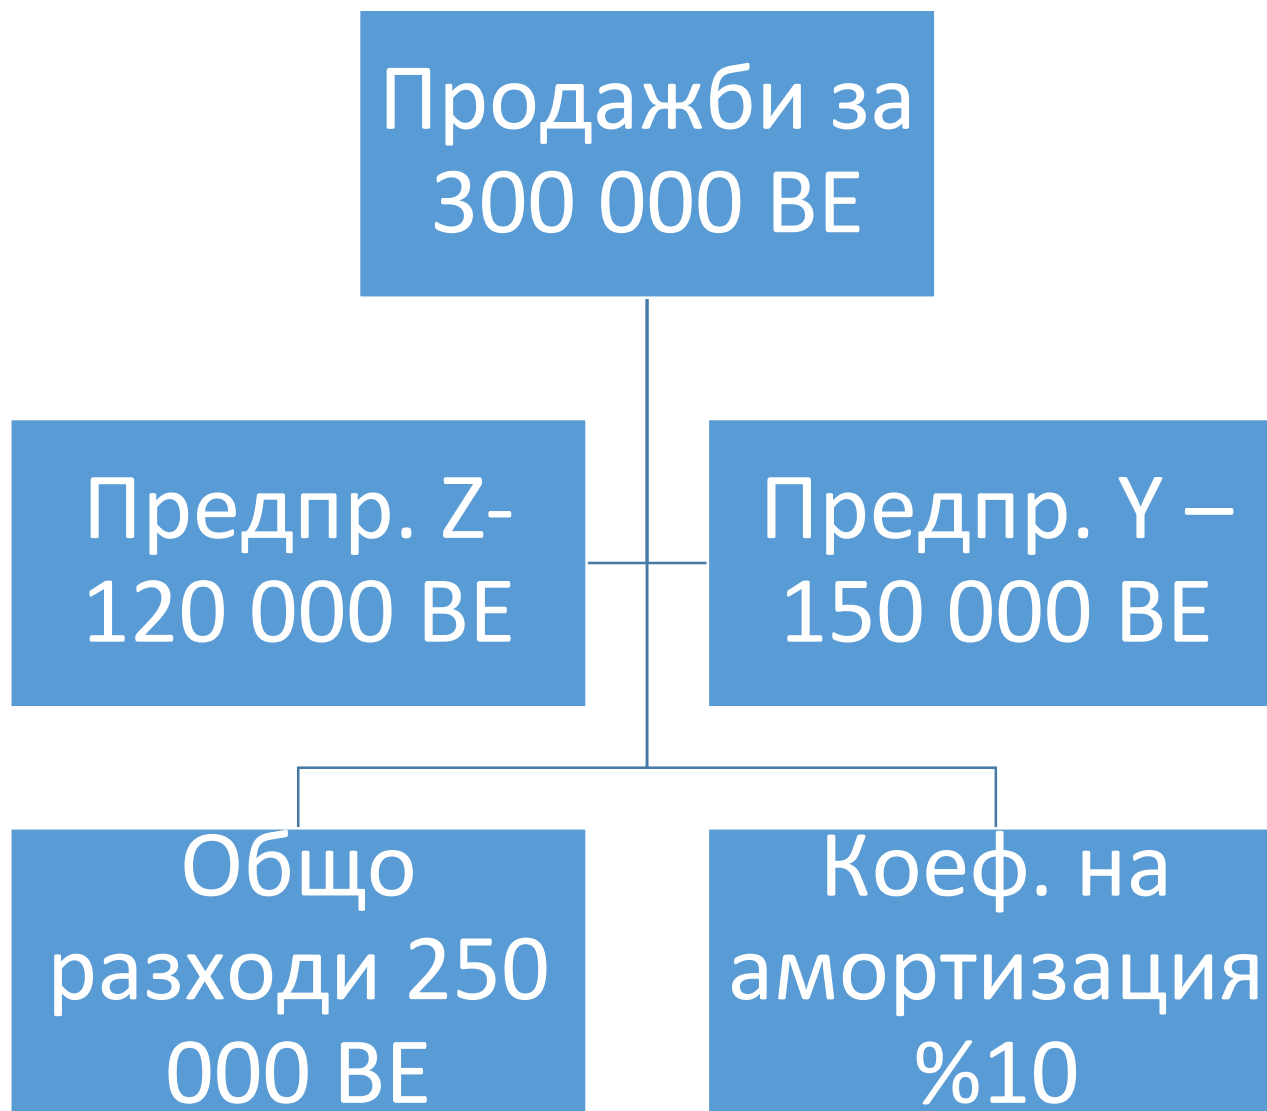 Продажби за
300 000 ВЕ
Предпр. Z-
120 000 ВЕ
Предпр. Y –
150 000 ВЕ
Общо
разходи 250
000 ВЕ
Коеф. на
амортизация
%10